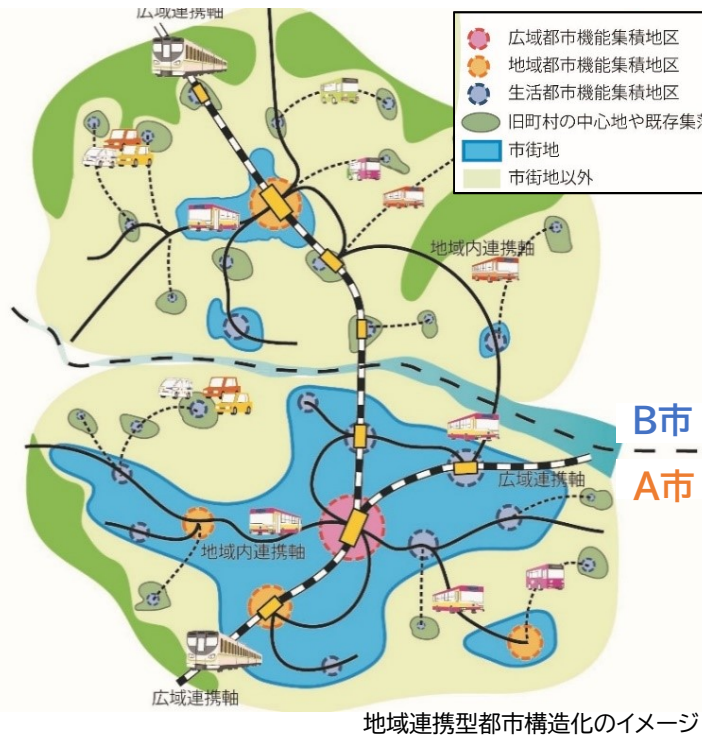 広域連携軸
広域都市機能集積地区
地域都市機能集積地区
生活都市機能集積地区
旧町村の中心地や既存集落
市街地
市街地以外
地域内連携軸
B市
A市
広域連携軸
地域内連携軸
広域連携軸
地域連携型都市構造化のイメージ